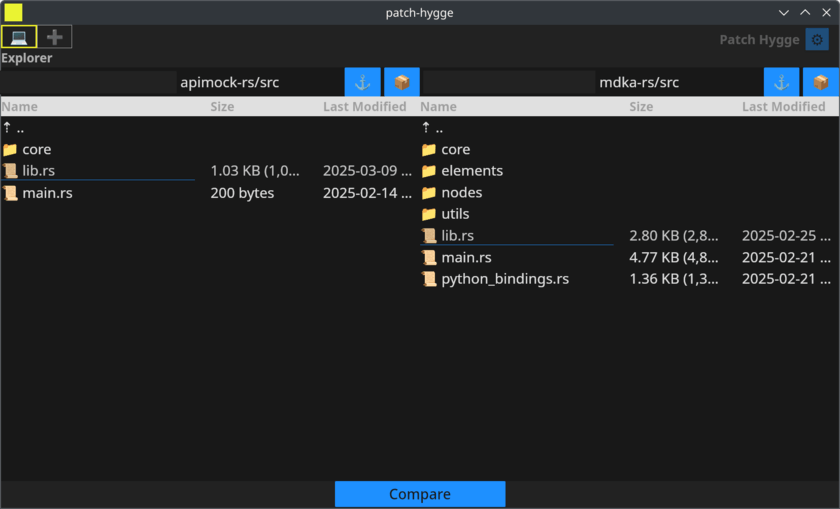 patch-hygge
Patch Hygge
Explorer
apimock-rs/src
mdka-rs/src
Name Size Last Modified Name Size Last Modified
↑ .. ↑ ..
core core
lib.rs 1.03 KB (1,0... 2025-03-09 ... elements
main.rs 200 bytes 2025-02-14 ... nodes
utils
lib.rs 2.80 KB (2,8... 2025-02-25 ...
main.rs 4.77 KB (4,8... 2025-02-21 ...
python_bindings.rs 1.36 KB (1,3... 2025-02-21 ...
Compare